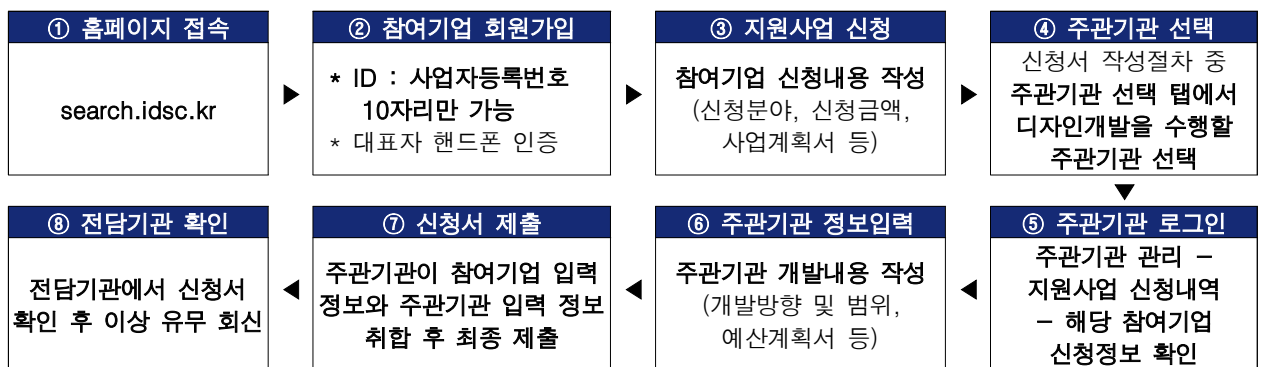 ① 홈페이지 접속
search.idsc.kr
▶
② 참여기업 회원가입
* ID : 사업자등록번호
10자리만 가능
* 대표자 핸드폰 인증
▶
③ 지원사업 신청
참여기업 신청내용 작성
(신청분야, 신청금액,
사업계획서 등)
▶
④ 주관기관 선택
신청서 작성절차 중
주관기관 선택 탭에서
디자인개발을 수행할
주관기관 선택
▼
⑤ 주관기관 로그인
주관기관 관리 –
지원사업 신청내역
– 해당 참여기업
신청정보 확인
◀
⑥ 주관기관 정보입력
주관기관 개발내용 작성
(개발방향 및 범위,
예산계획서 등)
◀
⑦ 신청서 제출
주관기관이 참여기업 입력
정보와 주관기관 입력 정보
취합 후 최종 제출
◀
⑧ 전담기관 확인
전담기관에서 신청서
확인 후 이상 유무 회신